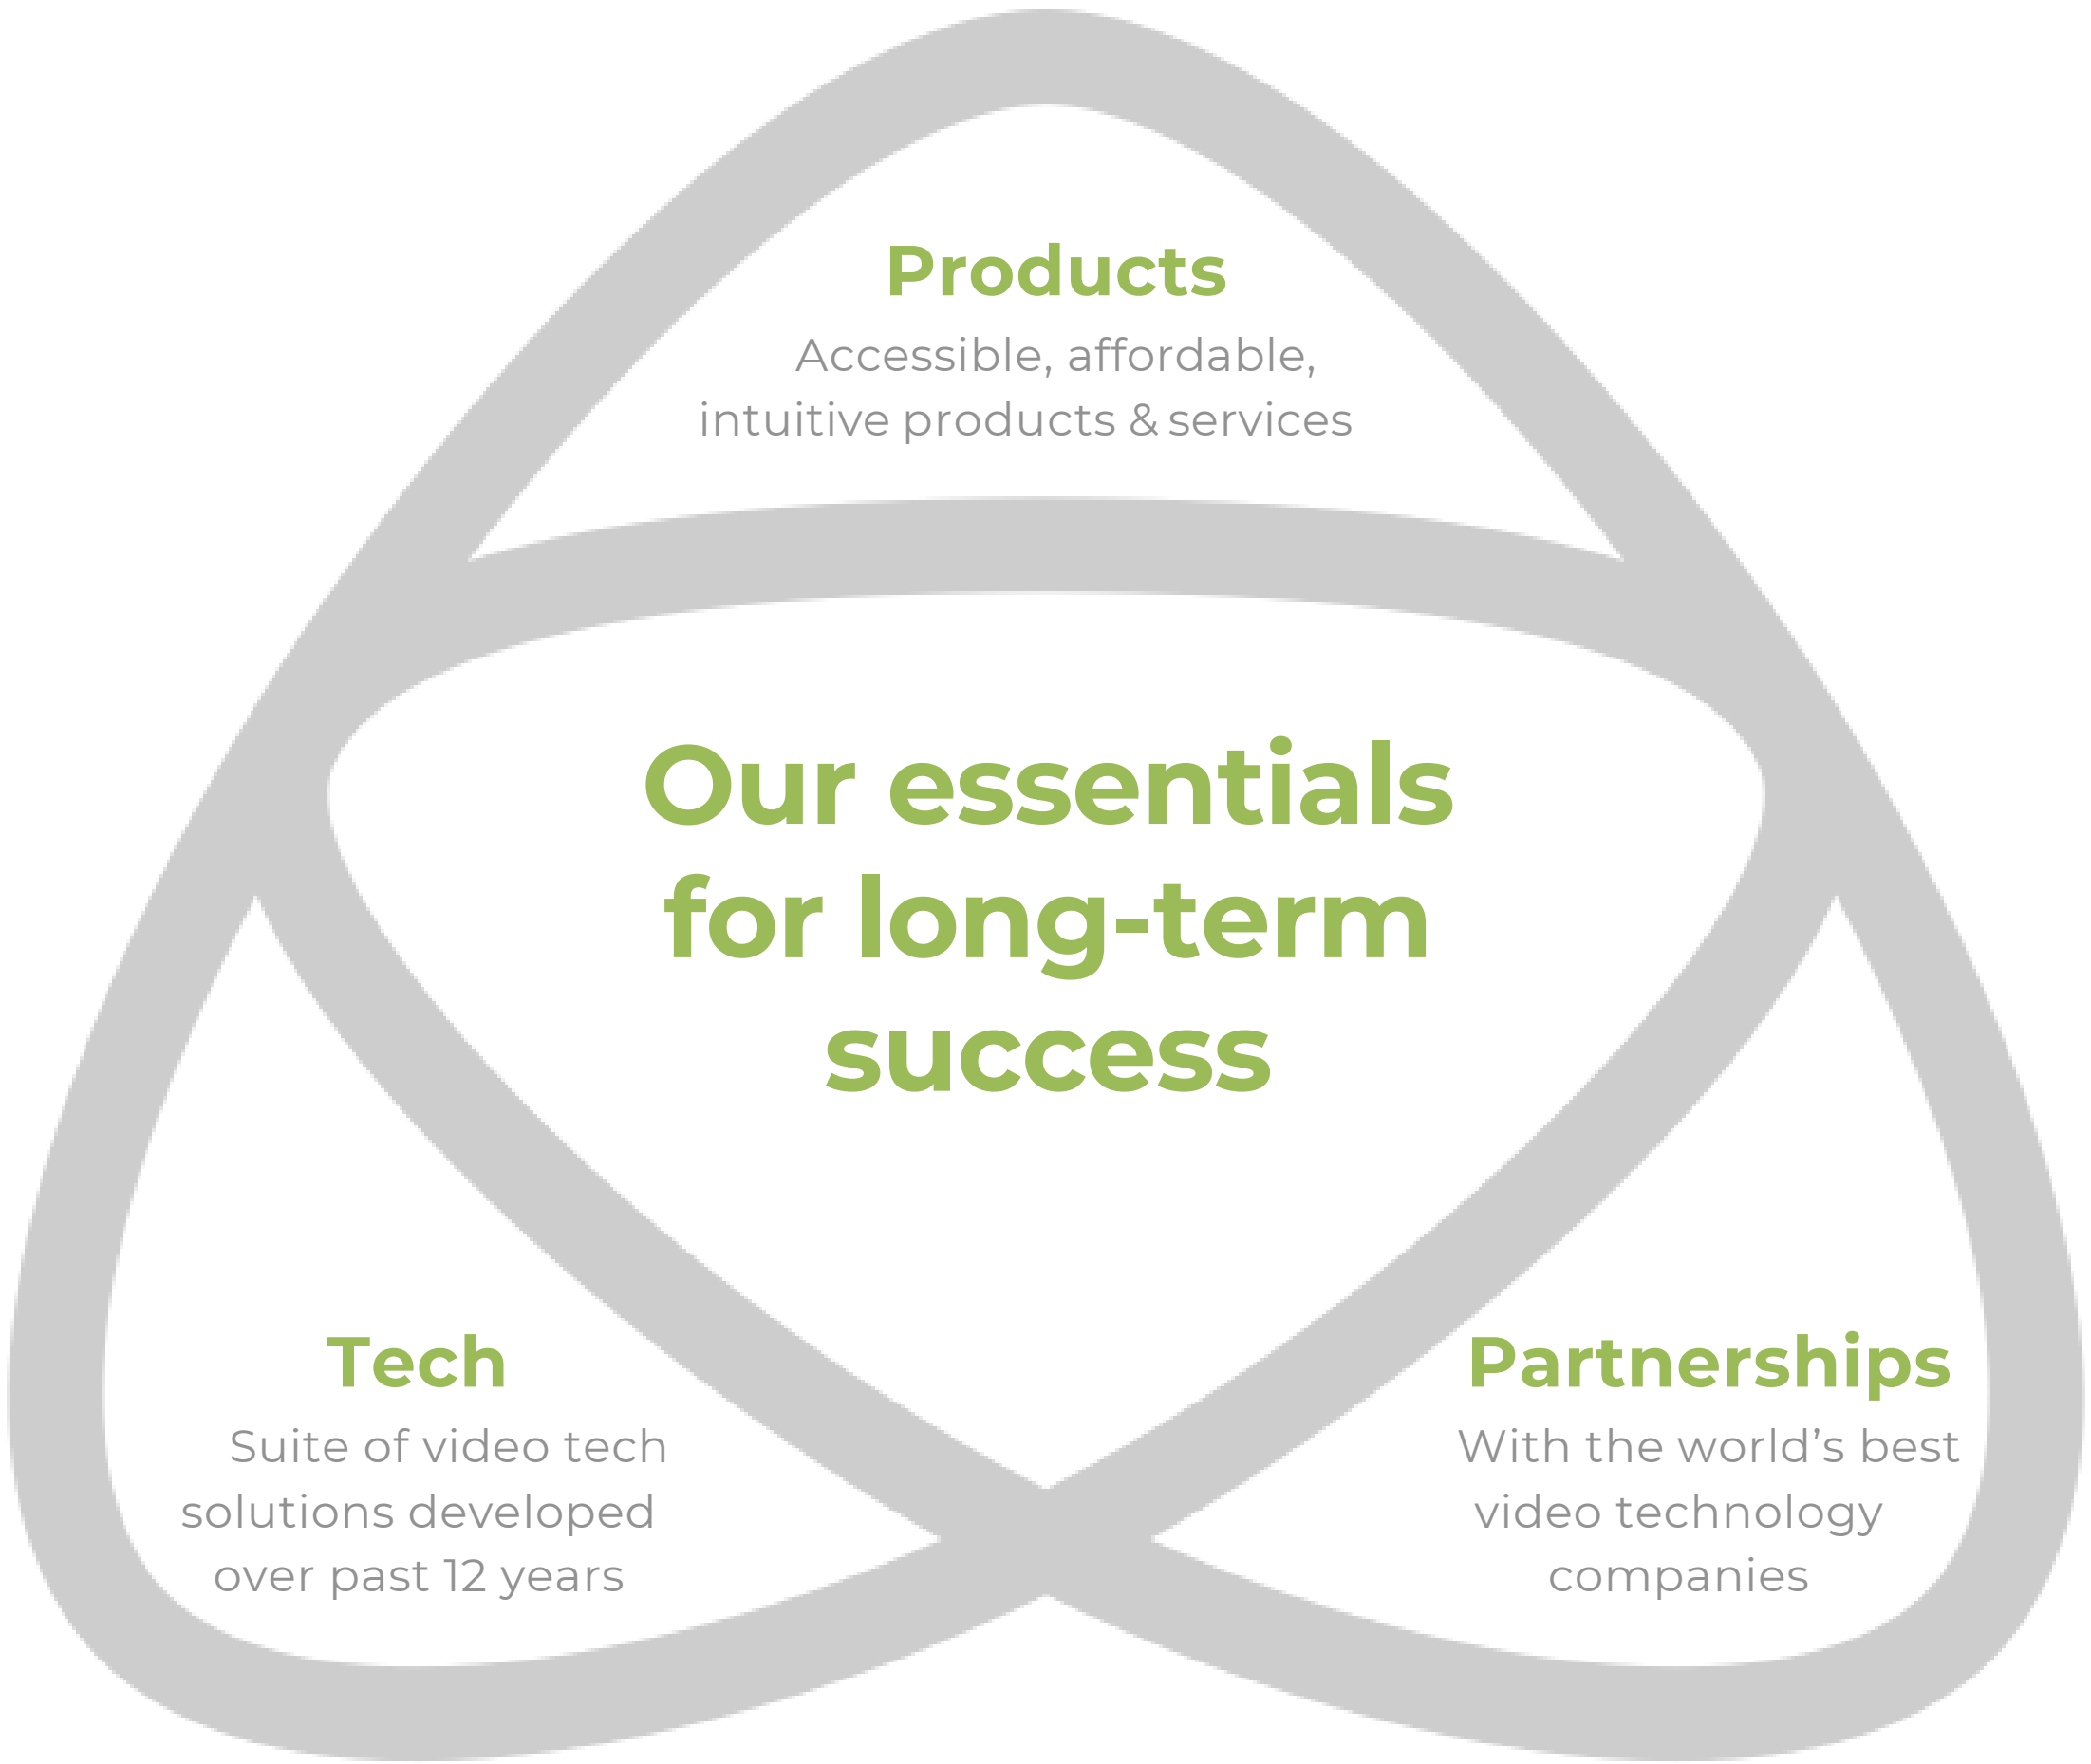 Products
Accessible, affordable,
intuitive products & services
Our essentials
for long-term
success
Tech
Suite of video tech
solutions developed
over past 12 years
Partnerships
With the world’s best
video technology
companies